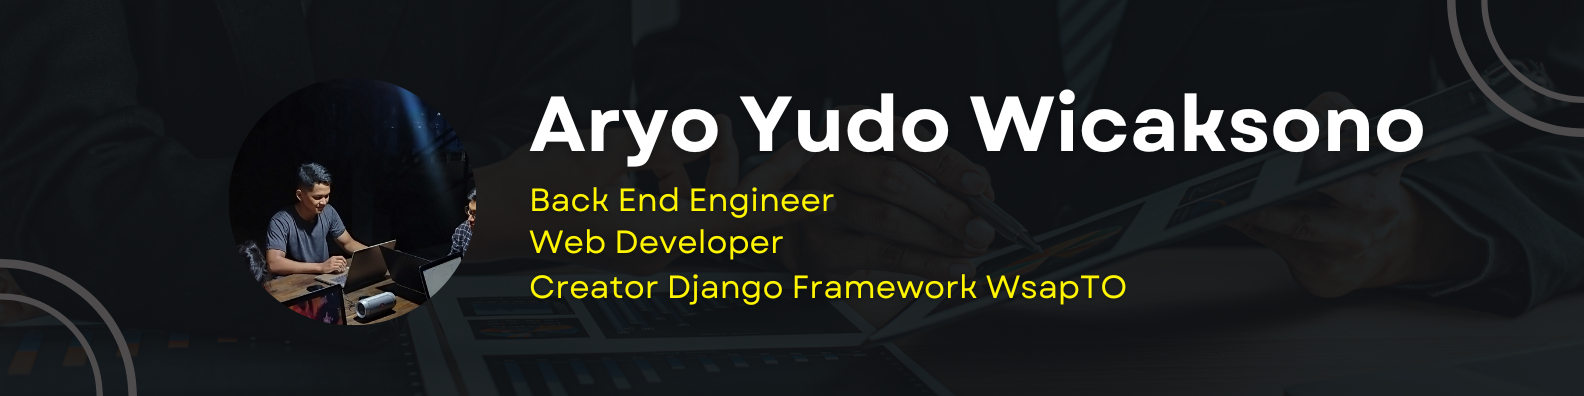 Aryo Yudo Wicaksono
Back End Engineer
Web Developer
Creator Django Framework WsapTO